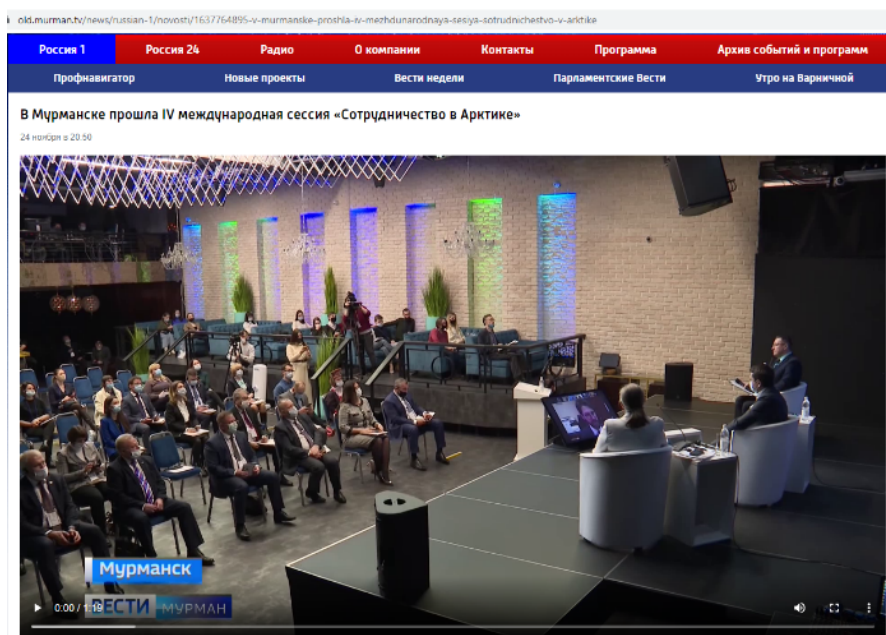 old.murman.tv/news/russian-1/novosti/1637764895-v-murmanske-proshla-iv-mezhdunarodnaya-sesiya-sotrudnichestvo-v-arktike
Россия 1 Россия 24 Радио О компании Контакты Программа Архив событий и программ
Профнавигатор Новые проекты Вести недели Парламентские Вести Утро на Варничной
В Мурманске прошла IV международная сессия «Сотрудничество в Арктике»
24 ноября в 20:50
Мурманск
0:00 / 1:19 ВЕСТИ МУРМАН